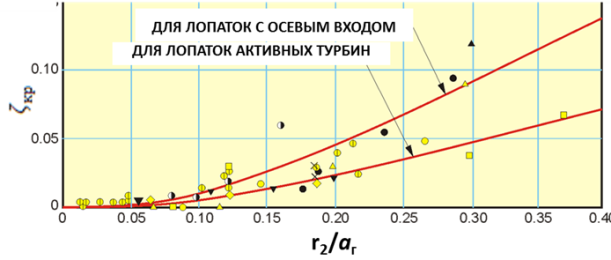 ДЛЯ ЛОПАТОК С ОСЕВЫМ ВХОДОМ
ДЛЯ ЛОПАТОК АКТИВНЫХ ТУРБИН
0.10
0.05
0
ζкр
0 0.05 0.10 0.15 0.20 0.25 0.30 0.35 0.40
r₂/aг